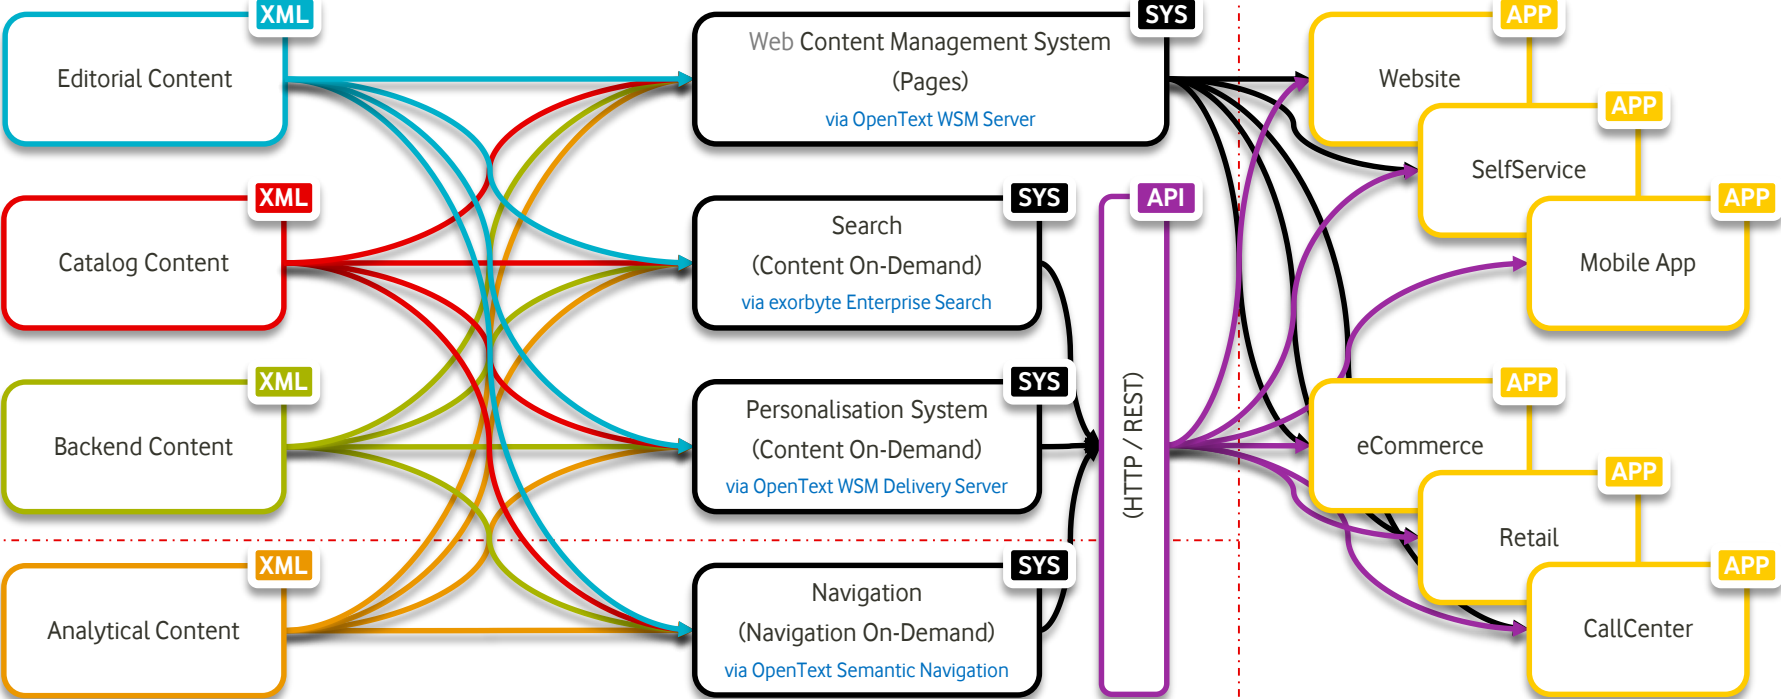 XML
Editorial Content
XML
Catalog Content
XML
Backend Content
XML
Analytical Content
SYS
Web Content Management System
(Pages)
via OpenText WSM Server
SYS
Search
(Content On-Demand)
via exorbyte Enterprise Search
SYS
Personalisation System
(Content On-Demand)
via OpenText WSM Delivery Server
SYS
Navigation
(Navigation On-Demand)
via OpenText Semantic Navigation
API
(HTTP / REST)
APP
Website
APP
SelfService
APP
Mobile App
APP
eCommerce
APP
Retail
APP
CallCenter